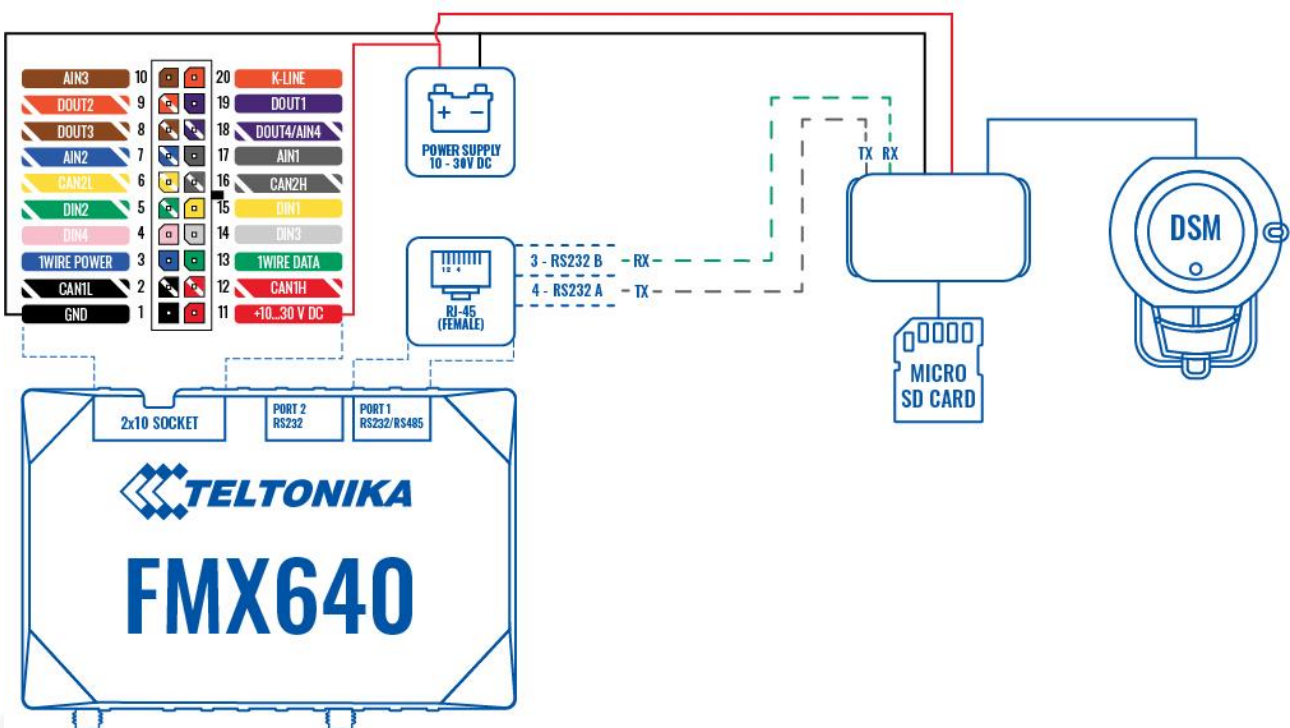 AIN3 10 20 K-LINE
DOUT2 9 19 DOUT1
DOUT3 8 18 DOUT4/AIN4
AIN2 7 17 AIN1
CAN2L 6 16 CAN2H
DIN2 5 15 DIN1
DIN4 4 14 DIN3
1WIRE POWER 3 13 1WIRE DATA
CAN1L 2 12 CAN1H
GND 1 11 +10...30 V DC
+ -
POWER SUPPLY
10 - 30V DC
12 4
RJ-45
(FEMALE)
3 - RS232 B - RX
4 - RS232 A - TX
TX RX
DSM
MICRO
SD CARD
2x10 SOCKET
PORT 2
RS232
PORT 1
RS232/RS485
TELTONIKA
FMX640